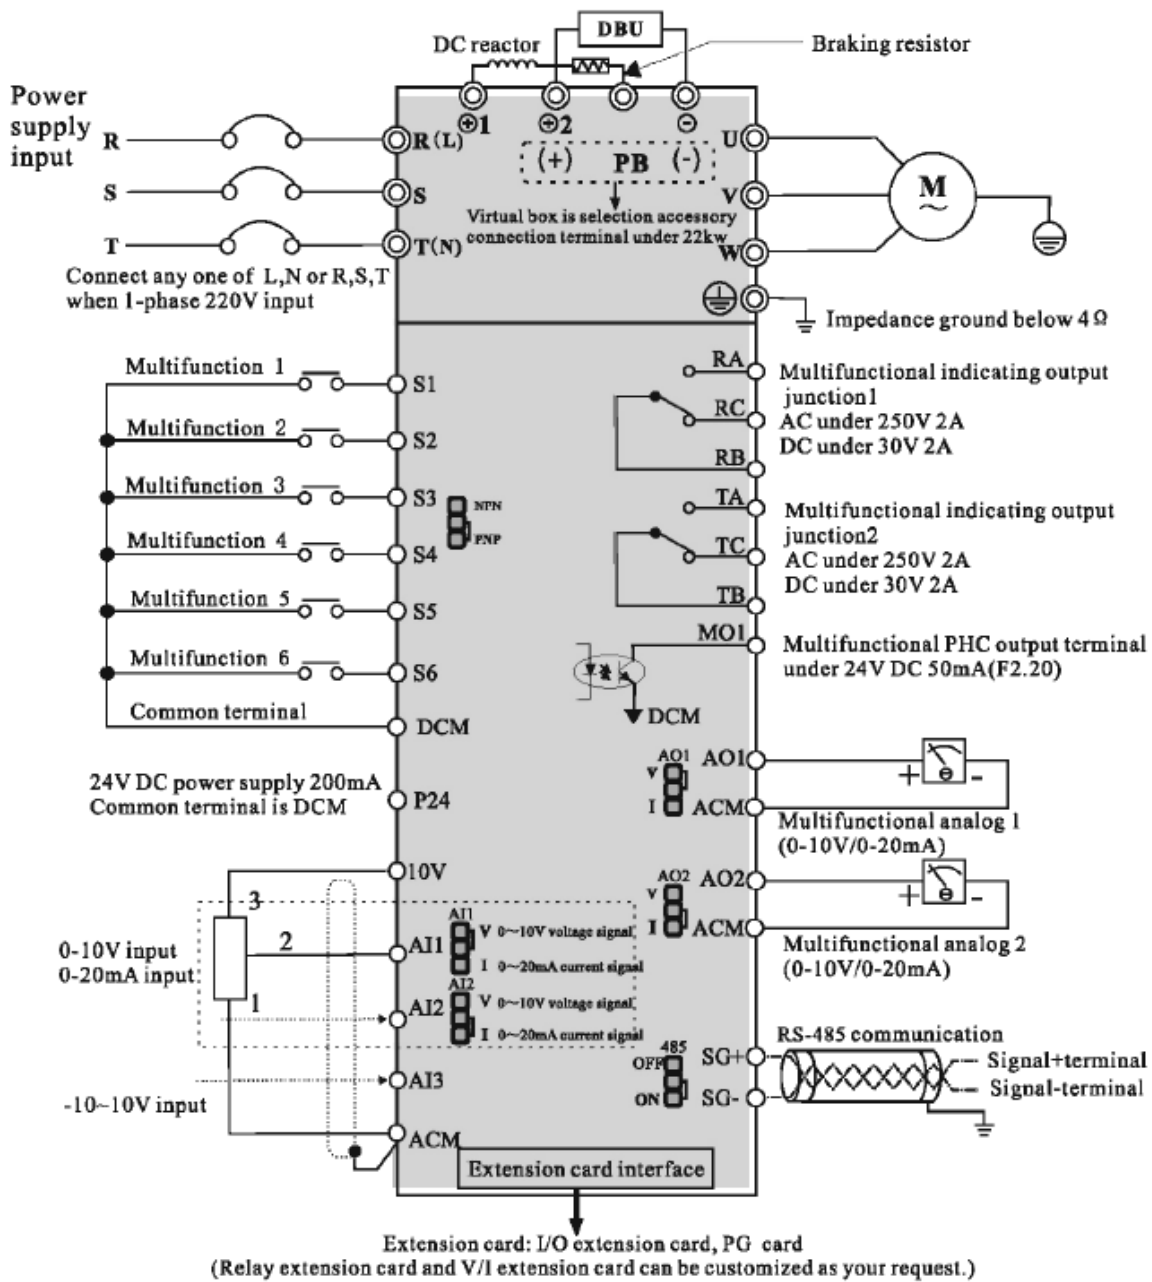 DBU
DC reactor
Braking resistor
Power
supply
input
R
S
T
⊕1
⊕2
⊖
R(L)
S
T(N)
(+) PB (-)
Virtual box is selection accessory
connection terminal under 22kw
U
V
W
M
~
Connect any one of L,N or R,S,T
when 1-phase 220V input
Impedance ground below 4Ω
Multifunction 1
S1
Multifunction 2
S2
Multifunction 3
S3
Multifunction 4
S4
Multifunction 5
S5
Multifunction 6
S6
Common terminal
DCM
NPN
PNP
RA
RC
RB
Multifunctional indicating output
junction1
AC under 250V 2A
DC under 30V 2A
TA
TC
TB
Multifunctional indicating output
junction2
AC under 250V 2A
DC under 30V 2A
MO1
DCM
Multifunctional PHC output terminal
under 24V DC 50mA(F2.20)
24V DC power supply 200mA
Common terminal is DCM
P24
AO1
V
I
AO1
ACM
+ -
Multifunctional analog 1
(0-10V/0-20mA)
AO2
V
I
AO2
ACM
+ -
Multifunctional analog 2
(0-10V/0-20mA)
10V
3
2
1
0-10V input
0-20mA input
AI1
AI1
V 0~10V voltage signal
I 0~20mA current signal
AI2
AI2
V 0~10V voltage signal
I 0~20mA current signal
AI3
-10~10V input
ACM
485
OFF
ON
SG+
SG-
RS-485 communication
Signal+terminal
Signal-terminal
Extension card interface
Extension card: I/O extension card, PG card
(Relay extension card and V/I extension card can be customized as your request.)